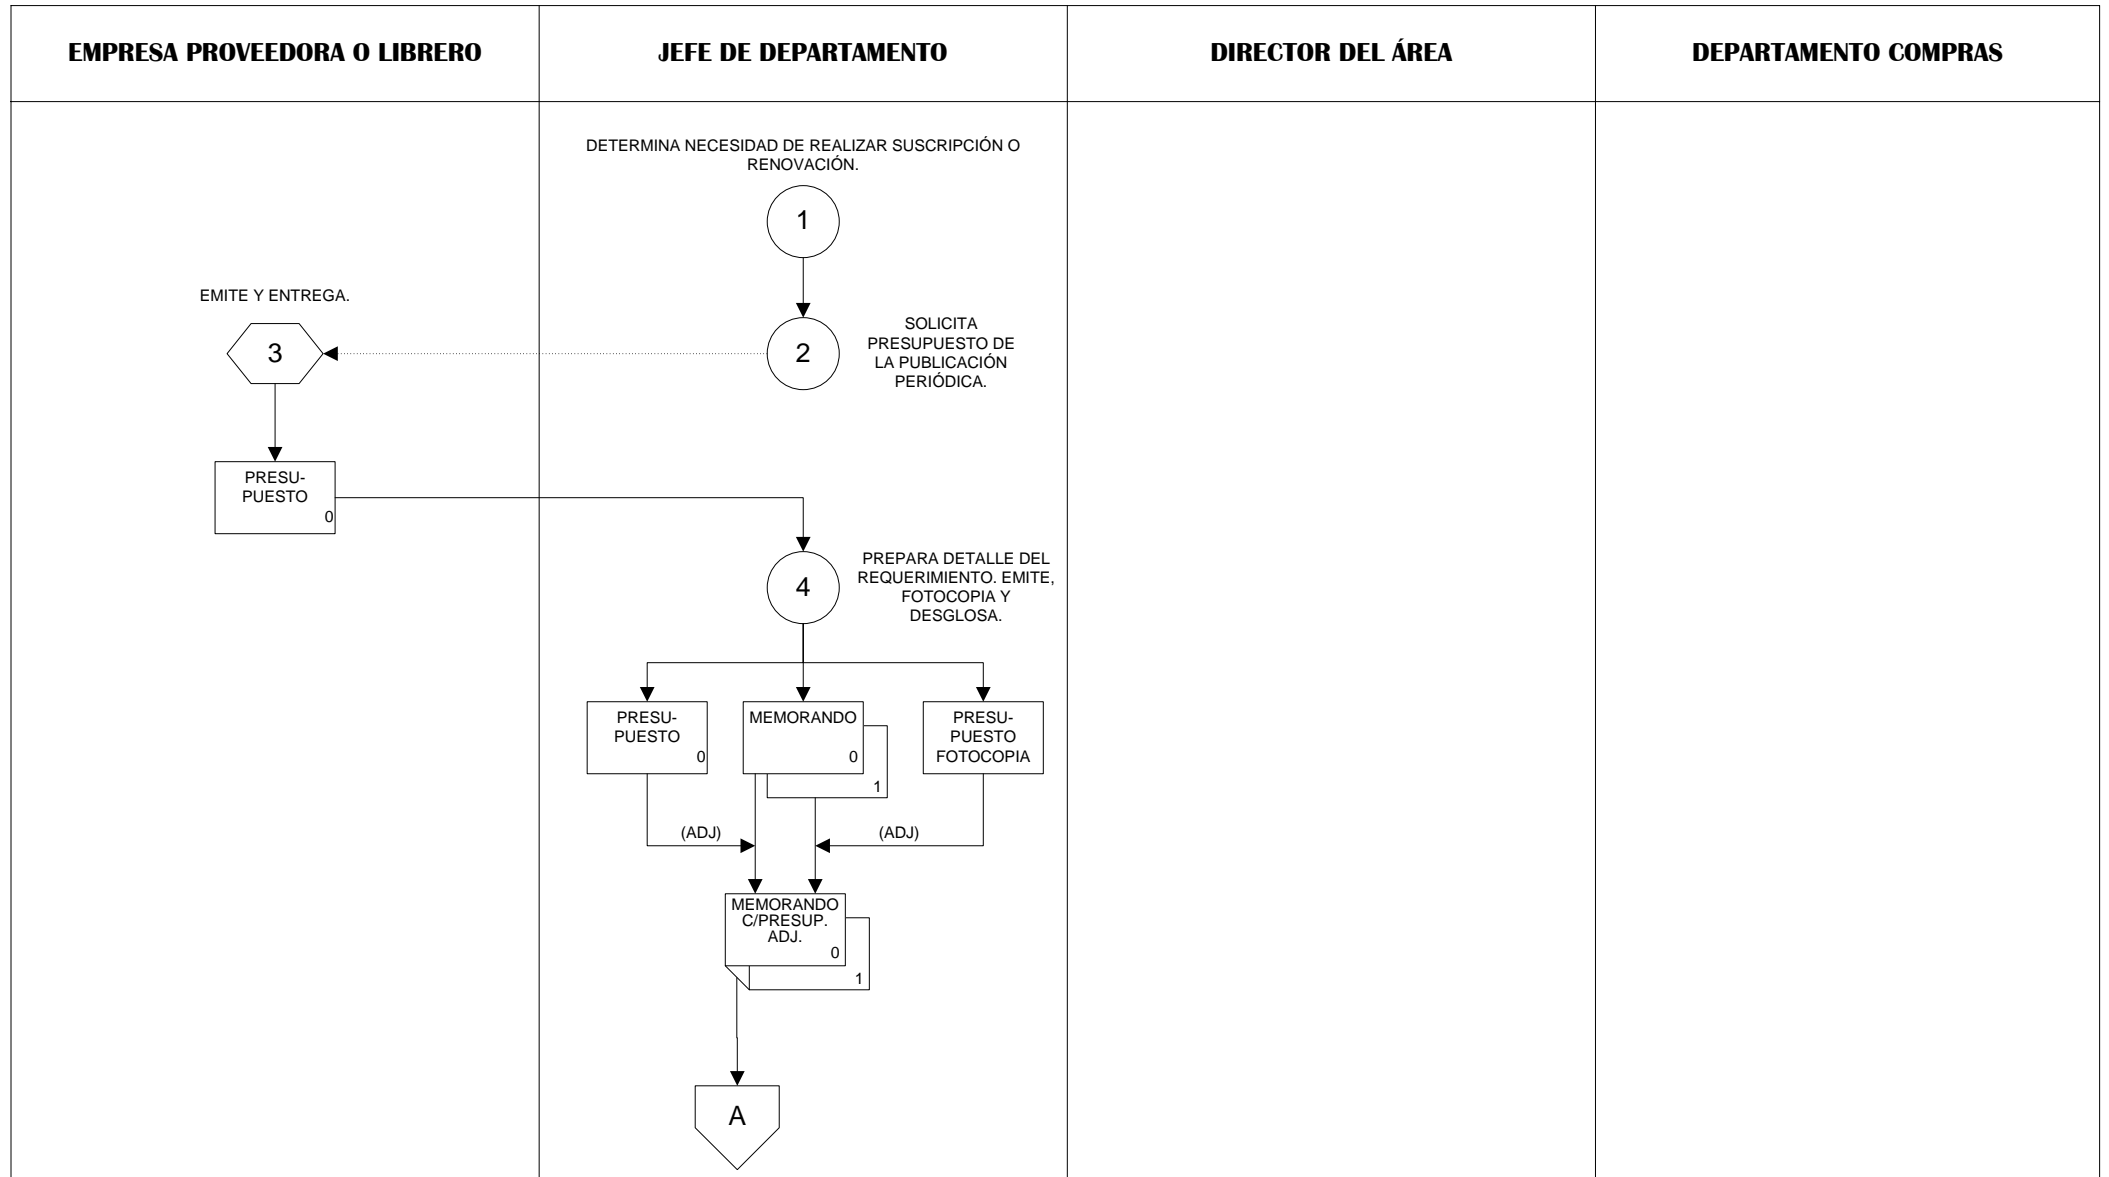 EMPRESA PROVEEDORA O LIBRERO
JEFE DE DEPARTAMENTO
DIRECTOR DEL ÁREA
DEPARTAMENTO COMPRAS
DETERMINA NECESIDAD DE REALIZAR SUSCRIPCIÓN O
RENOVACIÓN.
1
EMITE Y ENTREGA.
3
2
SOLICITA
PRESUPUESTO DE
LA PUBLICACIÓN
PERIÓDICA.
PRESU-
PUESTO
0
4
PREPARA DETALLE DEL
REQUERIMIENTO. EMITE,
FOTOCOPIA Y
DESGLOSA.
PRESU-
PUESTO
0
MEMORANDO
0
1
PRESU-
PUESTO
FOTOCOPIA
(ADJ)
(ADJ)
MEMORANDO
C/PRESUP.
ADJ.
0
1
A